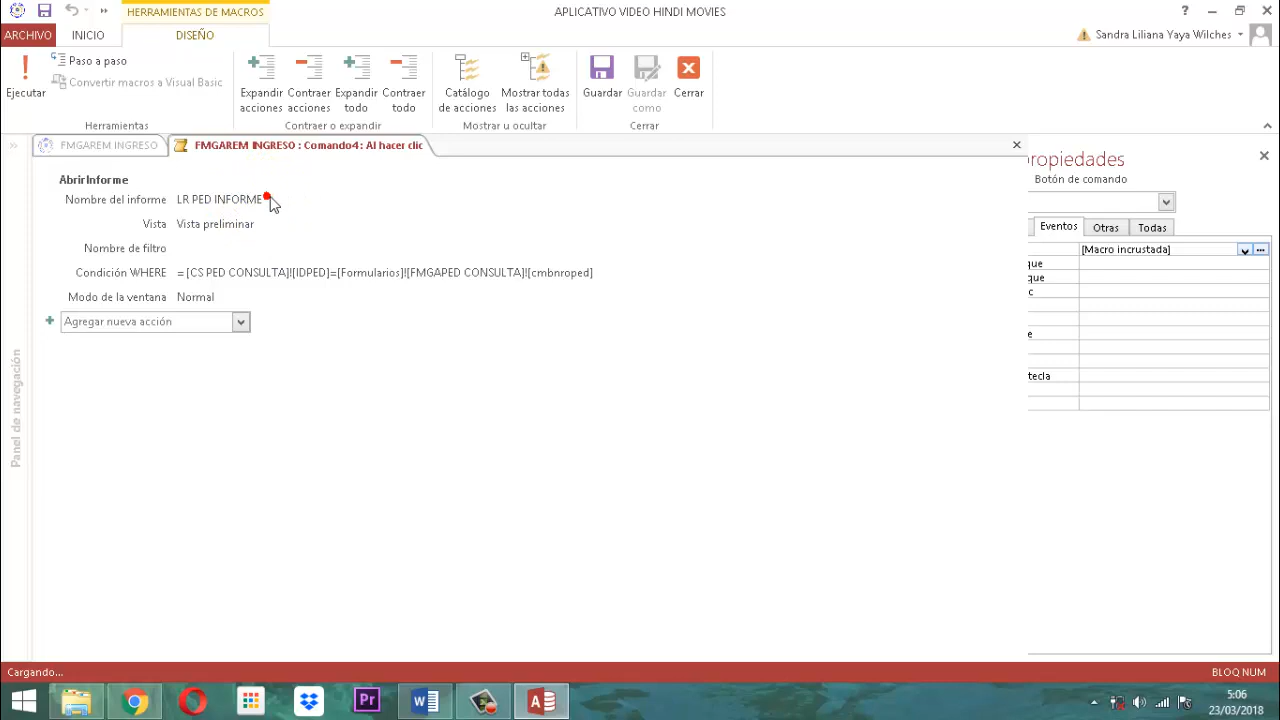 HERRAMIENTAS DE MACROS
APLICATIVO VIDEO HINDI MOVIES
?
ARCHIVO
INICIO
DISEÑO
Sandra Liliana Yaya Wilches
Ejecutar
Paso a paso
Convertir macros a Visual Basic
Herramientas
Expandir acciones
Contraer acciones
Expandir todo
Contraer todo
Contraer o expandir
Catálogo de acciones
Mostrar todas las acciones
Mostrar u ocultar
Guardar
Guardar como
Cerrar
Cerrar
FMGAREM INGRESO
FMGAREM INGRESO : Comando4 : Al hacer clic
AbrirInforme
Nombre del informe LR PED INFORME
Vista Vista preliminar
Nombre de filtro
Condición WHERE = [CS PED CONSULTA]![IDPED]=[Formularios]![FMGAPED CONSULTA]![cmbnroped]
Modo de la ventana Normal
Agregar nueva acción
Panel de navegación
ropiedades
Botón de comando
Eventos
Otras
Todas
[Macro incrustada]
que
que
c
e
tecla
Cargando...
BLOQ NUM
Pr
5:06
23/03/2018